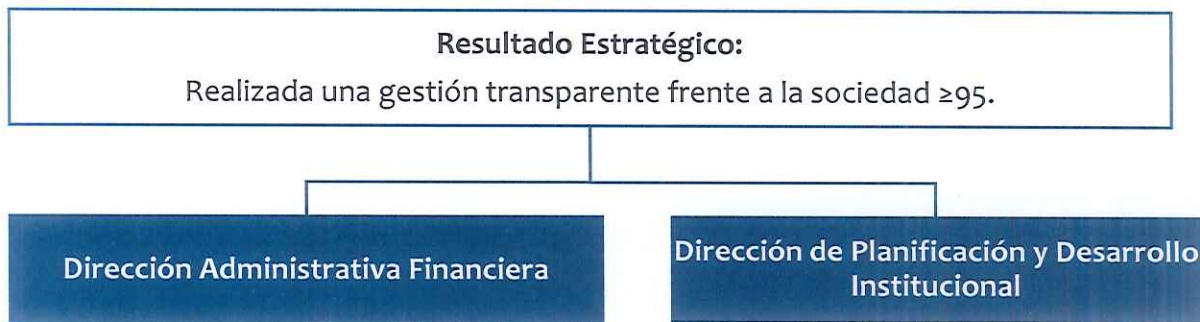 Resultado Estratégico:
Realizada una gestión transparente frente a la sociedad ≥95.
Dirección Administrativa Financiera
Dirección de Planificación y Desarrollo
Institucional